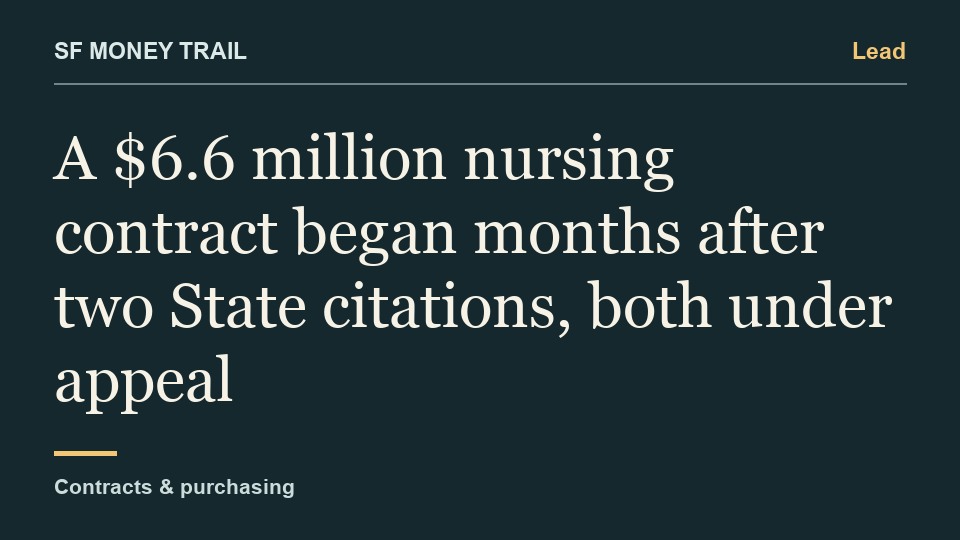 SF MONEY TRAIL
Lead
A $6.6 million nursing
contract began months after
two State citations, both under
appeal
Contracts & purchasing